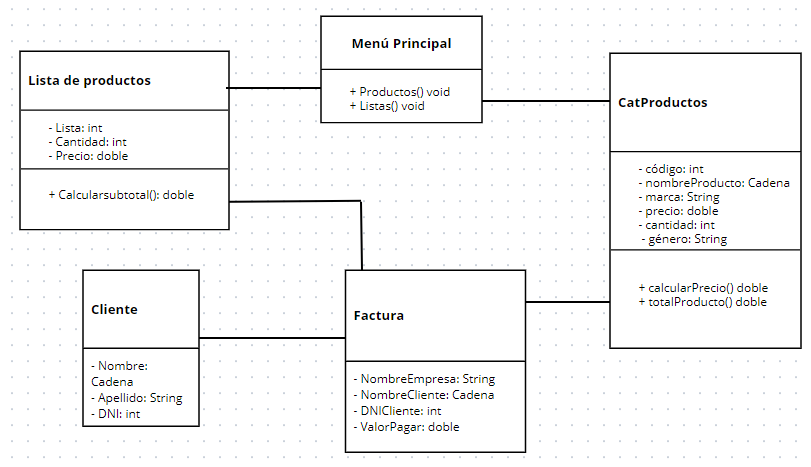 Menú Principal
+ Productos() void
+ Listas() void
Lista de productos
- Lista: int
- Cantidad: int
- Precio: doble
+ Calcularsubtotal(): doble
CatProductos
- código: int
- nombreProducto: Cadena
- marca: String
- precio: doble
- cantidad: int
- género: String
+ calcularPrecio() doble
+ totalProducto() doble
Cliente
- Nombre:
Cadena
- Apellido: String
- DNI: int
Factura
- NombreEmpresa: String
- NombreCliente: Cadena
- DNICliente: int
- ValorPagar: doble